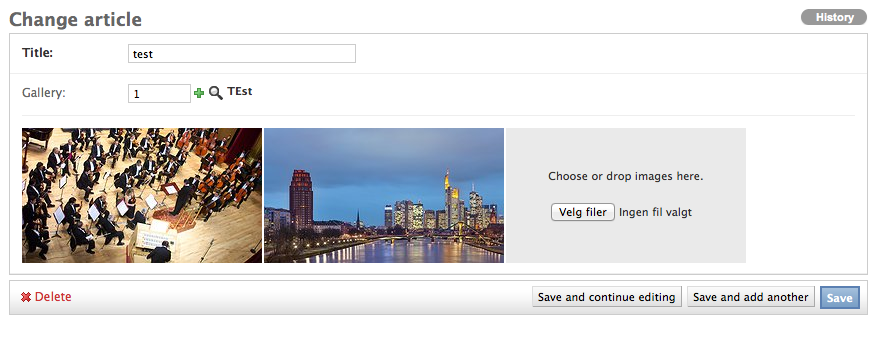 Change article
History
Title:
test
Gallery:
1
TEst
Choose or drop images here.
Velg filer Ingen fil valgt
Delete
Save and continue editing
Save and add another
Save